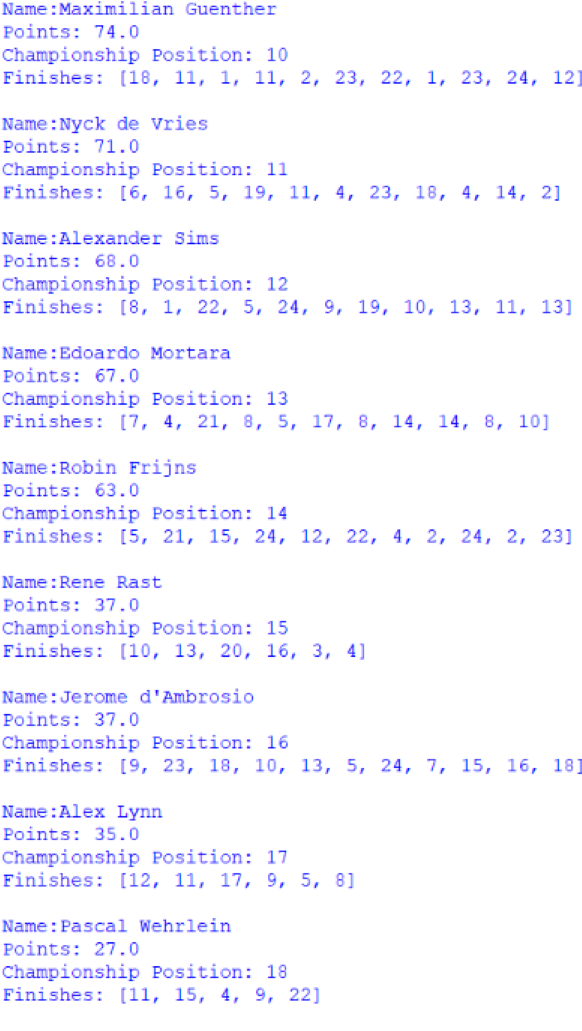 Name:Maximilian Guenther
Points: 74.0
Championship Position: 10
Finishes: [18, 11, 1, 11, 2, 23, 22, 1, 23, 24, 12]
Name:Nyck de Vries
Points: 71.0
Championship Position: 11
Finishes: [6, 16, 5, 19, 11, 4, 23, 18, 4, 14, 2]
Name:Alexander Sims
Points: 68.0
Championship Position: 12
Finishes: [8, 1, 22, 5, 24, 9, 19, 10, 13, 11, 13]
Name:Edoardo Mortara
Points: 67.0
Championship Position: 13
Finishes: [7, 4, 21, 8, 5, 17, 8, 14, 14, 8, 10]
Name:Robin Frijns
Points: 63.0
Championship Position: 14
Finishes: [5, 21, 15, 24, 12, 22, 4, 2, 24, 2, 23]
Name:Rene Rast
Points: 37.0
Championship Position: 15
Finishes: [10, 13, 20, 16, 3, 4]
Name:Jerome d'Ambrosio
Points: 37.0
Championship Position: 16
Finishes: [9, 23, 18, 10, 13, 5, 24, 7, 15, 16, 18]
Name:Alex Lynn
Points: 35.0
Championship Position: 17
Finishes: [12, 11, 17, 9, 5, 8]
Name:Pascal Wehrlein
Points: 27.0
Championship Position: 18
Finishes: [11, 15, 4, 9, 22]